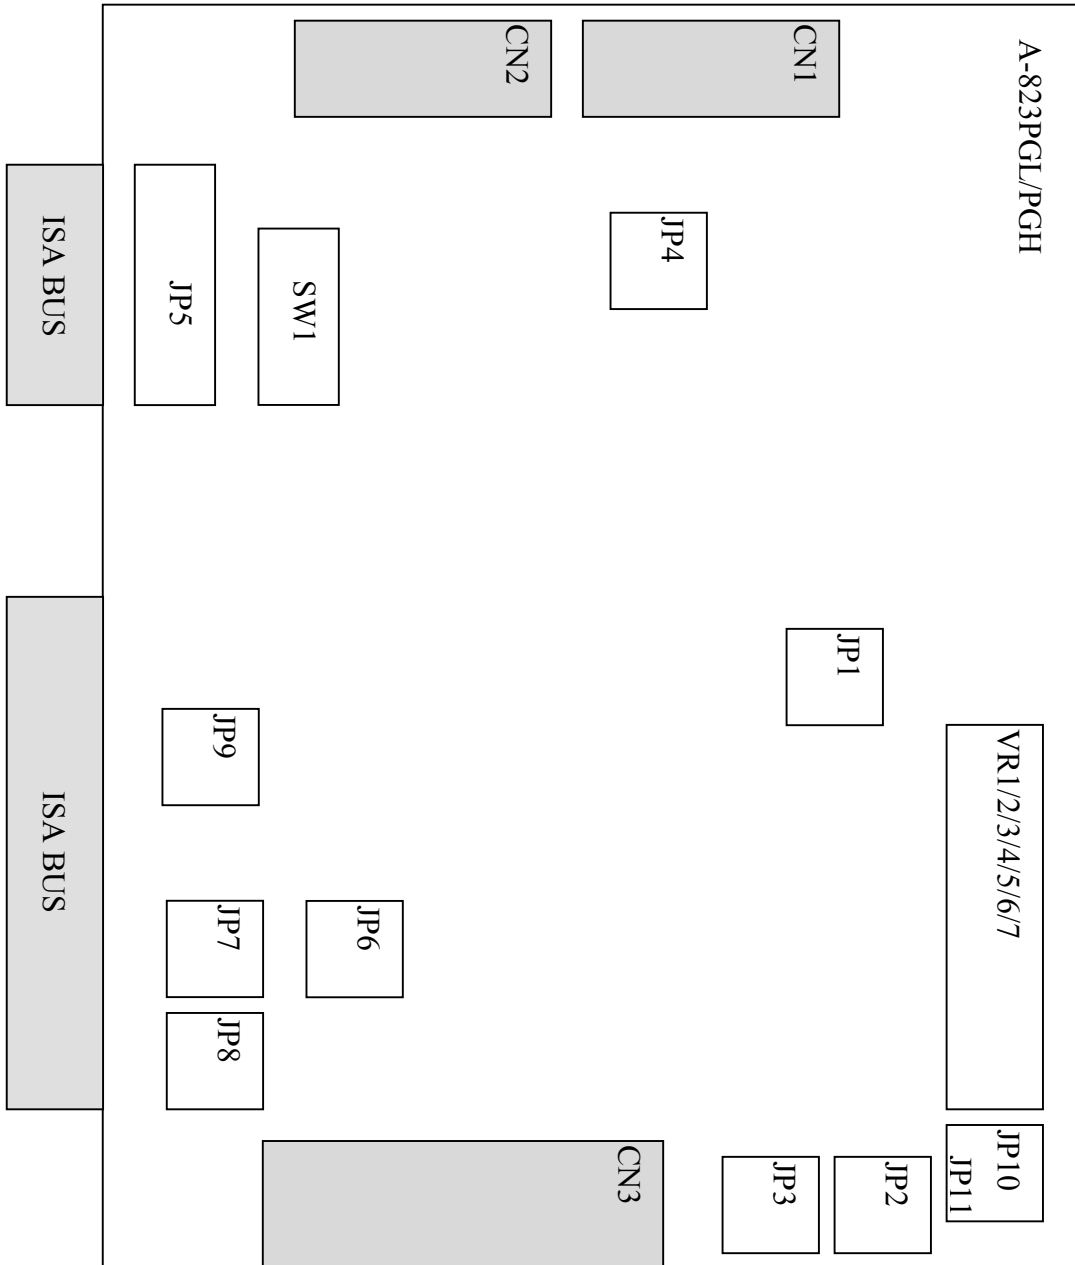 A-823PGL/PGH
CN1
CN2
JP4
SW1
JP5
ISA BUS
JP1
VR1/2/3/4/5/6/7
JP9
JP6
JP7
JP8
ISA BUS
JP10
JP11
JP2
JP3
CN3